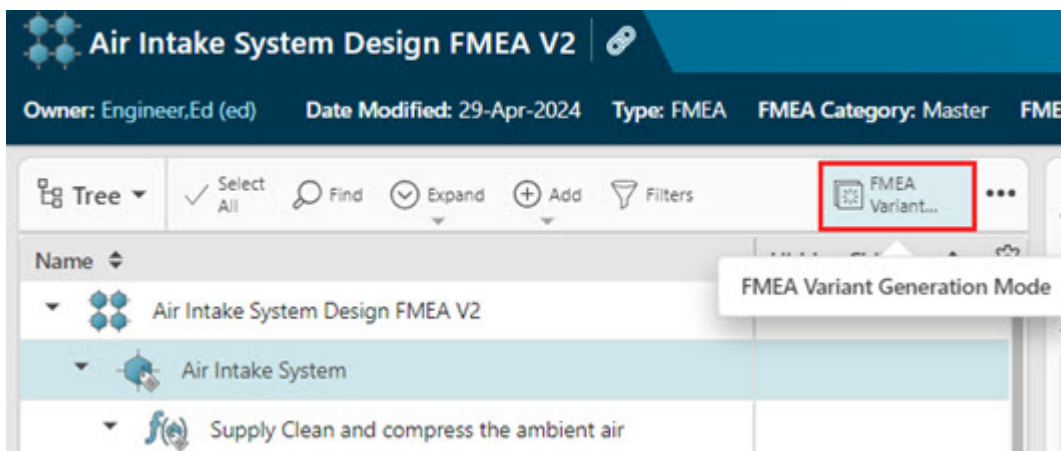 Air Intake System Design FMEA V2
Owner: Engineer,Ed (ed) Date Modified: 29-Apr-2024 Type: FMEA FMEA Category: Master FME
Tree Select All Find Expand Add Filters FMEA Variant...
Name
FMEA Variant Generation Mode
Air Intake System Design FMEA V2
Air Intake System
Supply Clean and compress the ambient air